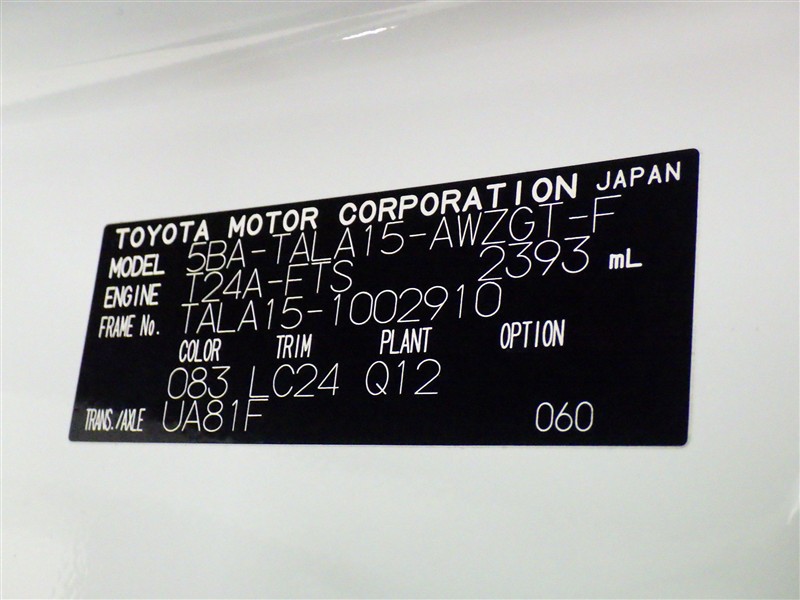 TOYOTA MOTOR CORPORATION JAPAN
MODEL 5BA-TALA15-AWZGT-F
ENGINE T24A-FTS 2393 mL
FRAME No. TALA15-1002910
COLOR TRIM PLANT OPTION
083 LC24 Q12
TRANS./AXLE UA81F 060